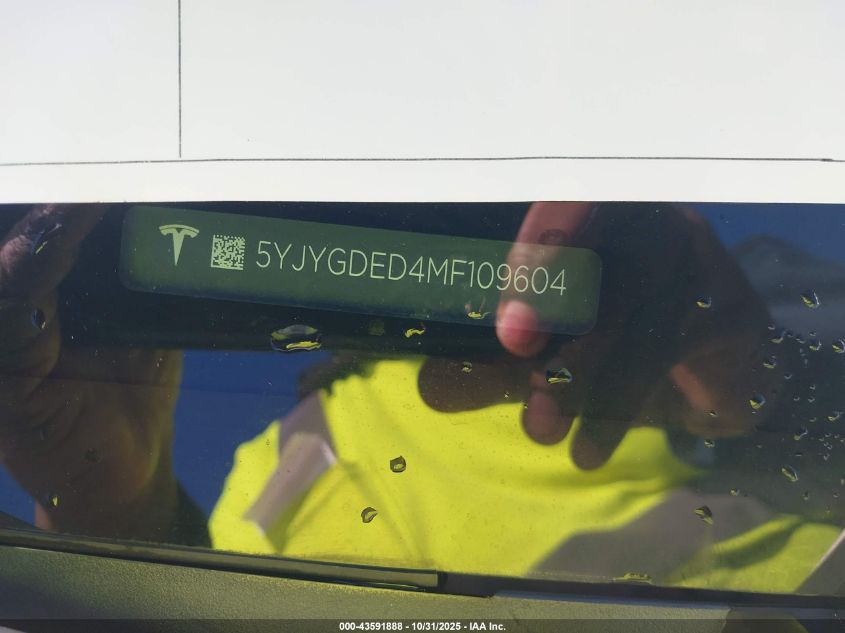 5YJYGDED4MF109604
000-43591888 - 10/31/2025 - IAA Inc.